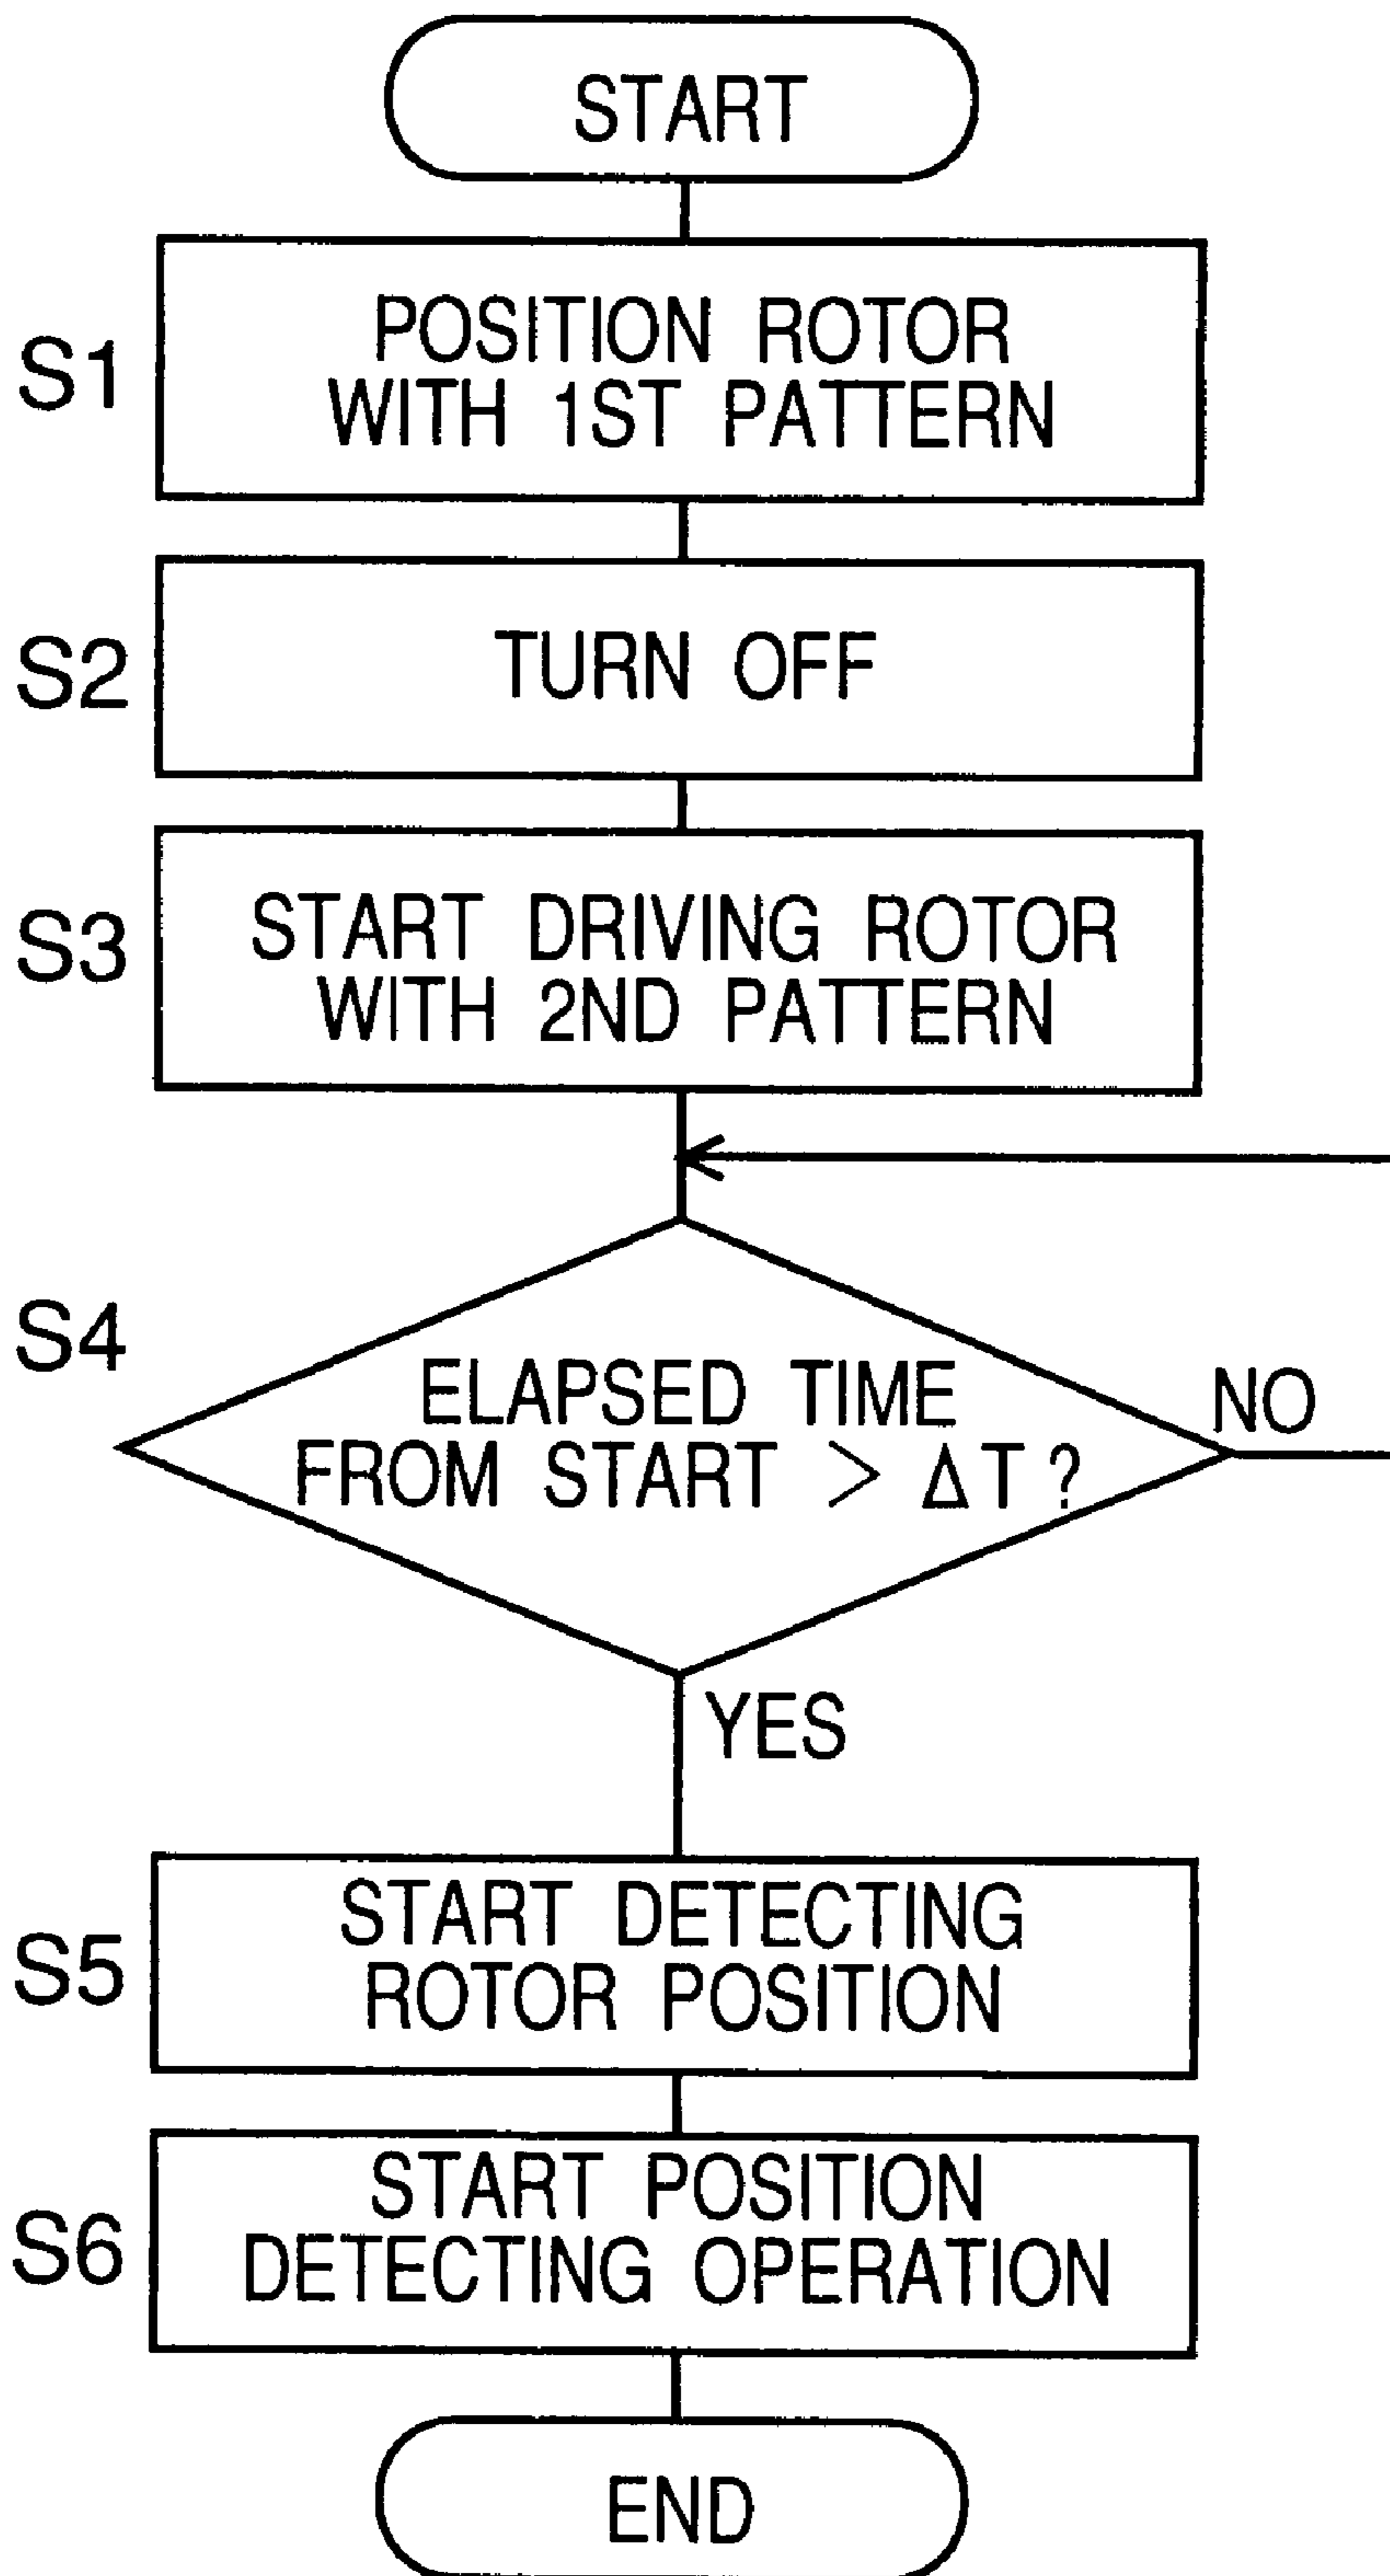 START
S1
POSITION ROTOR
WITH 1ST PATTERN
S2
TURN OFF
S3
START DRIVING ROTOR
WITH 2ND PATTERN
S4
ELAPSED TIME
FROM START > ΔT?
NO
YES
S5
START DETECTING
ROTOR POSITION
S6
START POSITION
DETECTING OPERATION
END